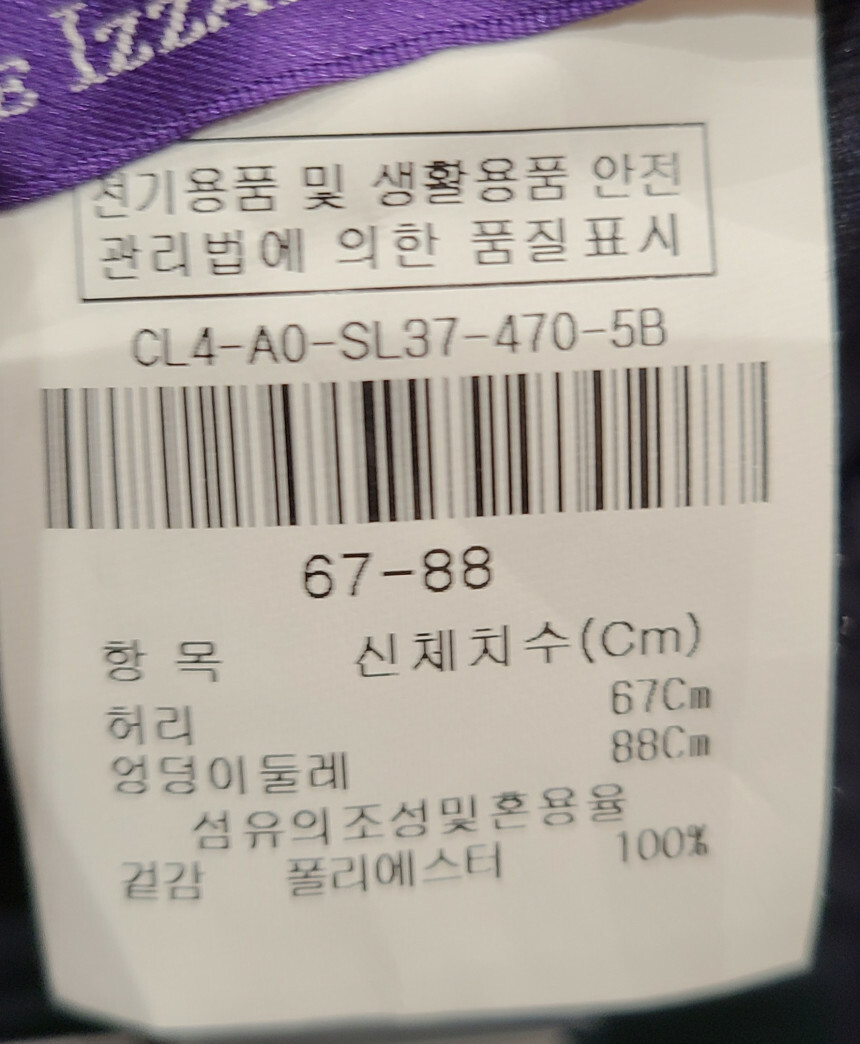 IZZA
전기용품 및 생활용품 안전
관리법에 의한 품질표시
CL4-A0-SL37-470-5B
67-88
항 목 신체치수(Cm)
허리 67Cm
엉덩이둘레 88Cm
섬유의조성및혼용율
겉감 폴리에스터 100%